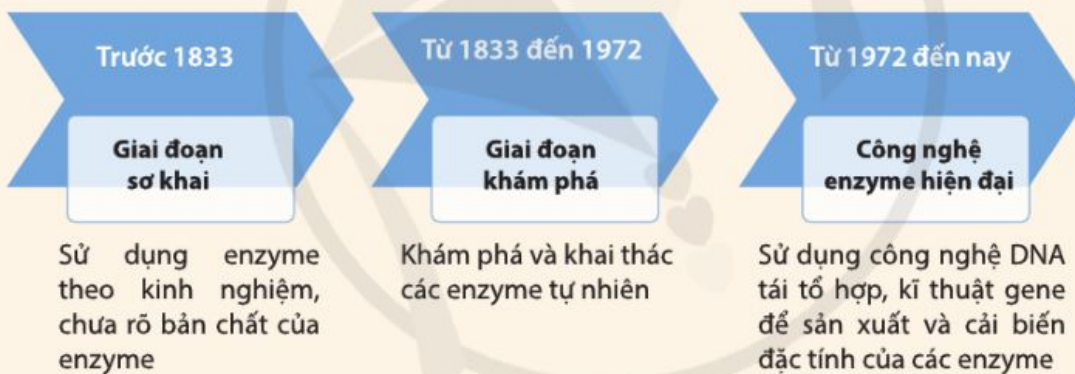 Trước 1833
Giai đoạn
sơ khai
Sử dụng enzyme
theo kinh nghiệm,
chưa rõ bản chất của
enzyme
Từ 1833 đến 1972
Giai đoạn
khám phá
Khám phá và khai thác
các enzyme tự nhiên
Từ 1972 đến nay
Công nghệ
enzyme hiện đại
Sử dụng công nghệ DNA
tái tổ hợp, kĩ thuật gene
để sản xuất và cải biến
đặc tính của các enzyme